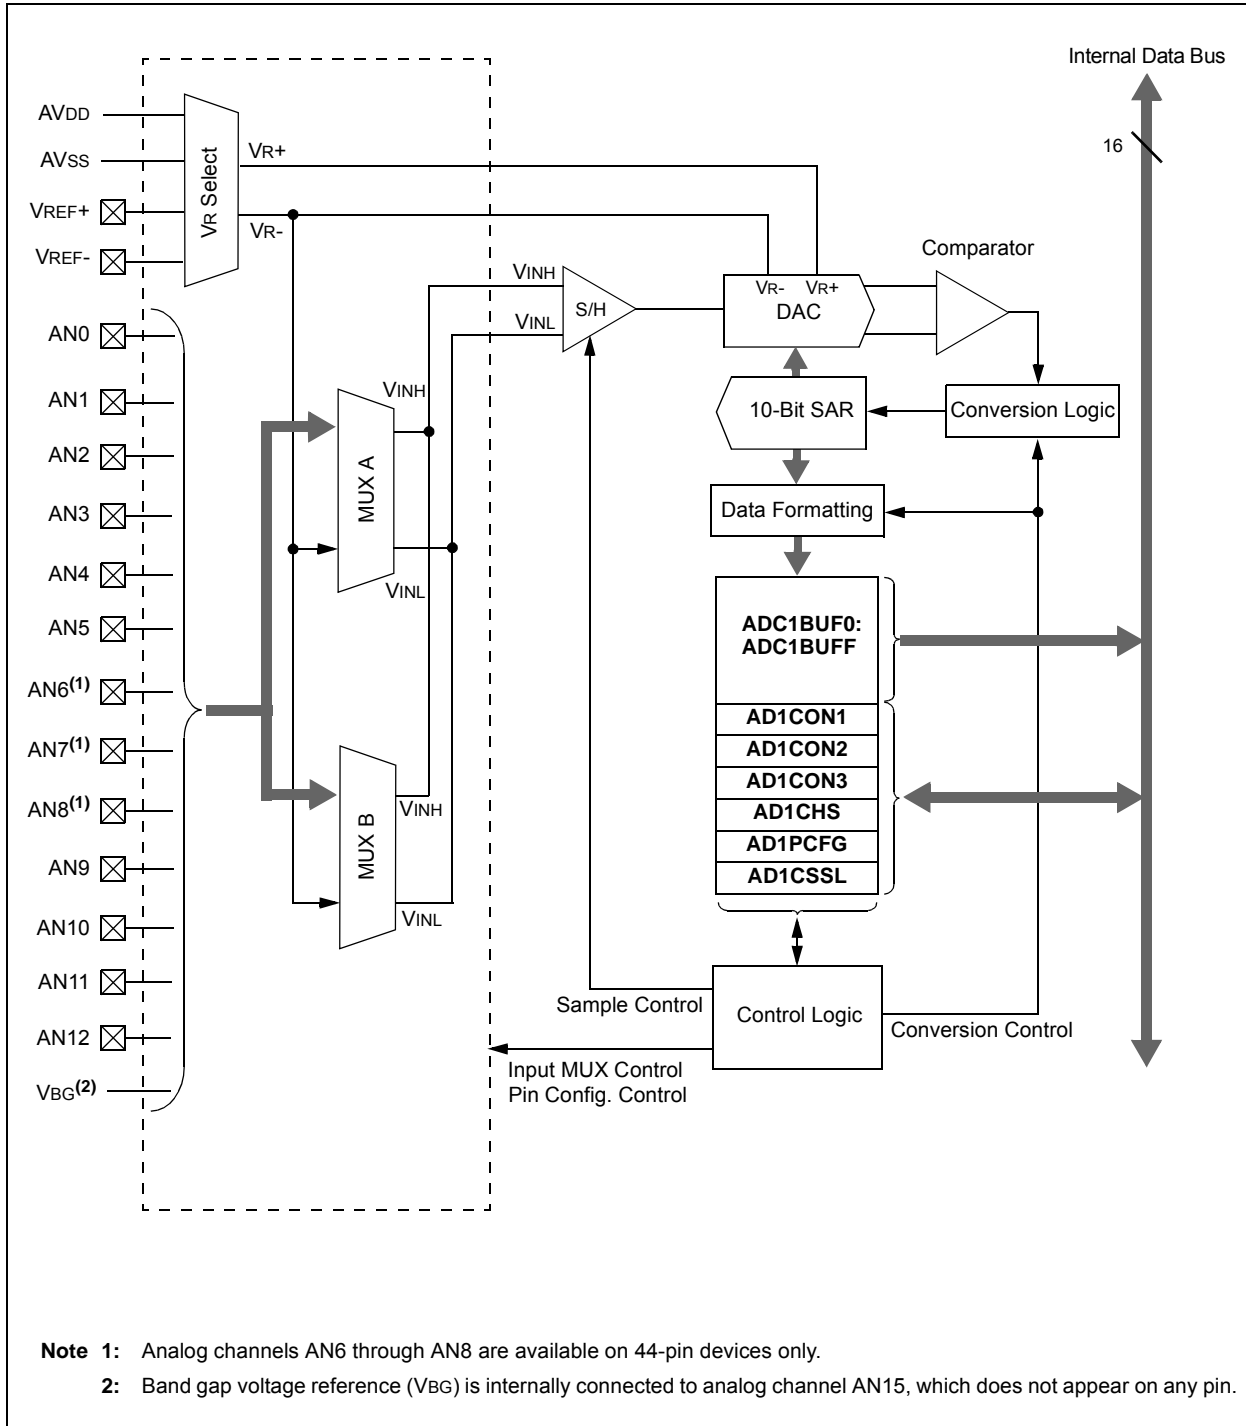 Internal Data Bus
16
AVDD
AVSS
VREF+
VREF-
VR Select
VR+
VR-
AN0
AN1
AN2
AN3
AN4
AN5
AN6(1)
AN7(1)
AN8(1)
AN9
AN10
AN11
AN12
VBG(2)
MUX A
VINH
VINL
MUX B
VINH
VINL
VINH
VINL
S/H
VR- VR+
DAC
Comparator
10-Bit SAR
Conversion Logic
Data Formatting
ADC1BUF0:
ADC1BUFF
AD1CON1
AD1CON2
AD1CON3
AD1CHS
AD1PCFG
AD1CSSL
Sample Control
Control Logic
Conversion Control
Input MUX Control
Pin Config. Control
Note 1: Analog channels AN6 through AN8 are available on 44-pin devices only.
2: Band gap voltage reference (VBG) is internally connected to analog channel AN15, which does not appear on any pin.